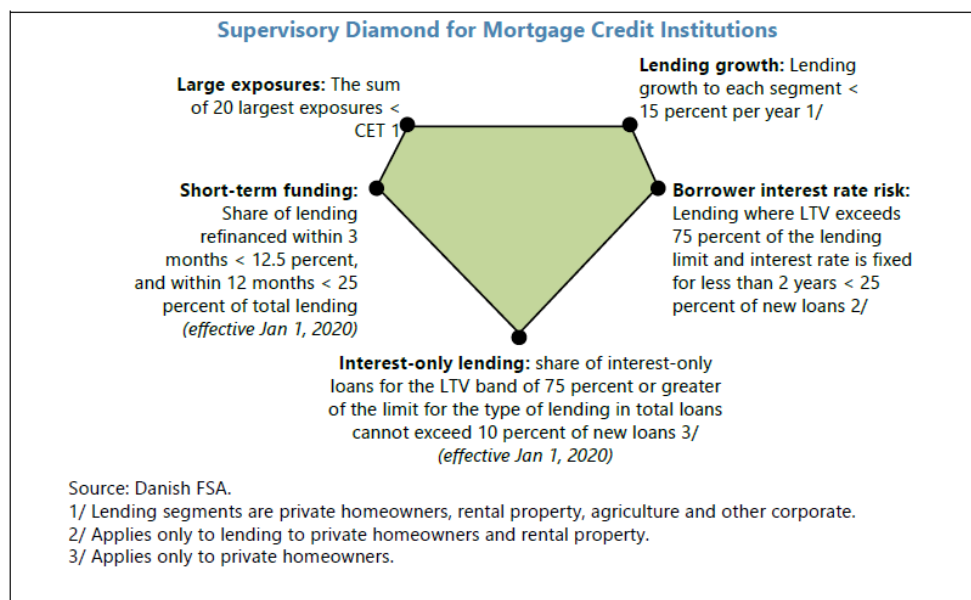 Supervisory Diamond for Mortgage Credit Institutions
Large exposures: The sum
of 20 largest exposures <
CET 1
Lending growth: Lending
growth to each segment <
15 percent per year 1/
Short-term funding:
Share of lending
refinanced within 3
months < 12.5 percent,
and within 12 months < 25
percent of total lending
(effective Jan 1, 2020)
Borrower interest rate risk:
Lending where LTV exceeds
75 percent of the lending
limit and interest rate is fixed
for less than 2 years < 25
percent of new loans 2/
Interest-only lending: share of interest-only
loans for the LTV band of 75 percent or greater
of the limit for the type of lending in total loans
cannot exceed 10 percent of new loans 3/
(effective Jan 1, 2020)
Source: Danish FSA.
1/ Lending segments are private homeowners, rental property, agriculture and other corporate.
2/ Applies only to lending to private homeowners and rental property.
3/ Applies only to private homeowners.